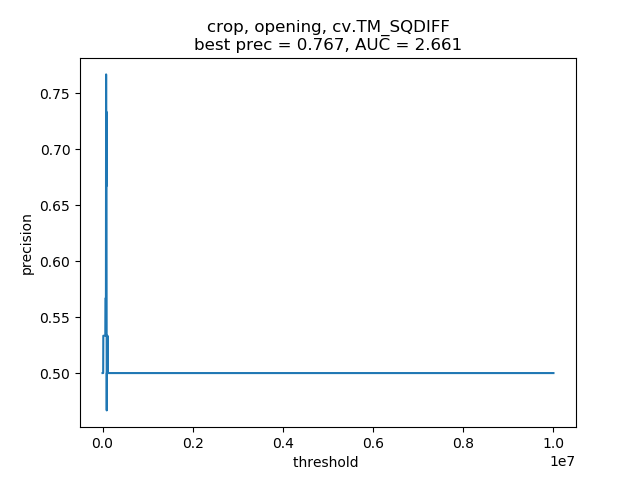 crop, opening, cv.TM_SQDIFF
best prec = 0.767, AUC = 2.661
precision
0.75
0.70
0.65
0.60
0.55
0.50
0.0 0.2 0.4 0.6 0.8 1.0
1e7
threshold